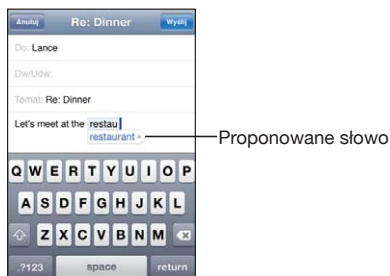 Anuluj Re: Dinner Wyślij
Do: Lance
Dw/Udw:
Temat: Re: Dinner
Let's meet at the restau
restaurant ×
Proponowane słowo
Q W E R T Y U I O P
A S D F G H J K L
Z X C V B N M
.?123 space return